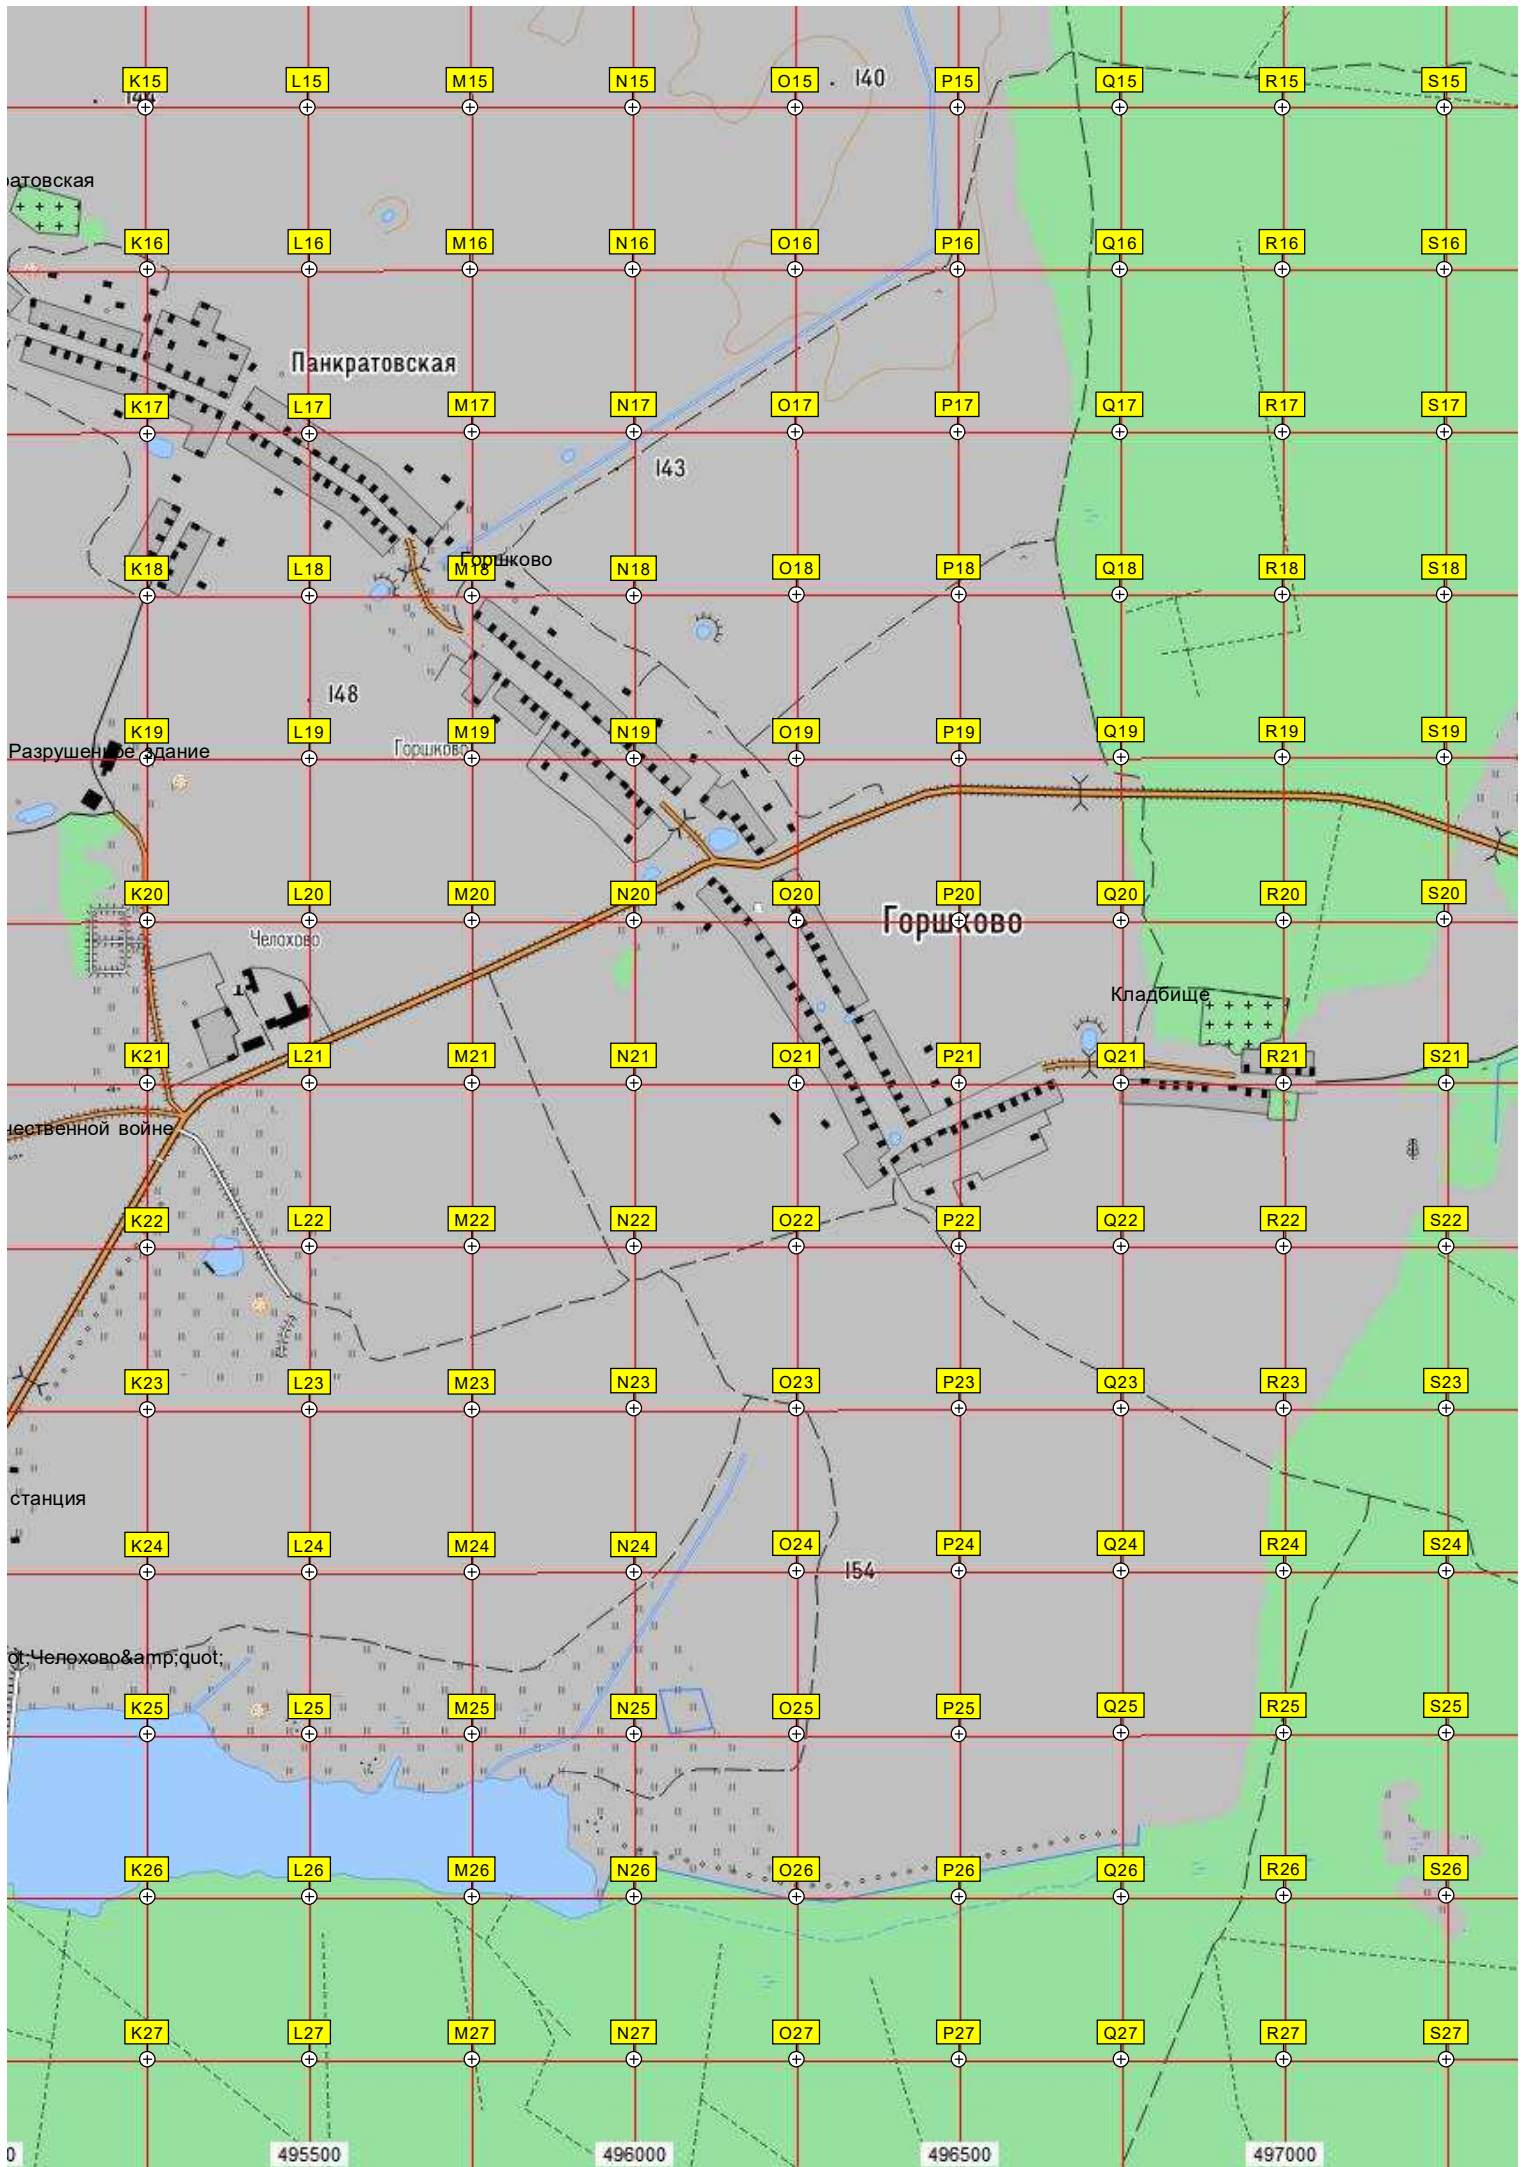 K15 L15 M15 N15 O15 I40 P15 Q15 R15 S15
I44
ратовская
K16 L16 M16 N16 O16 P16 Q16 R16 S16
Панкратовская
K17 L17 M17 N17 O17 P17 Q17 R17 S17
I43
Горшково
K18 L18 M18 N18 O18 P18 Q18 R18 S18
I48
K19 L19 M19 N19 O19 P19 Q19 R19 S19
Разрушенное здание
Горшково
K20 L20 M20 N20 O20 P20 Q20 R20 S20
Горшково
Челохово
Кладбище
K21 L21 M21 N21 O21 P21 Q21 R21 S21
чественной войне
K22 L22 M22 N22 O22 P22 Q22 R22 S22
K23 L23 M23 N23 O23 P23 Q23 R23 S23
станция
K24 L24 M24 N24 O24 P24 Q24 R24 S24
I54
ot;Челохово&amp;quot;
K25 L25 M25 N25 O25 P25 Q25 R25 S25
K26 L26 M26 N26 O26 P26 Q26 R26 S26
K27 L27 M27 N27 O27 P27 Q27 R27 S27
0 495500 496000 496500 497000